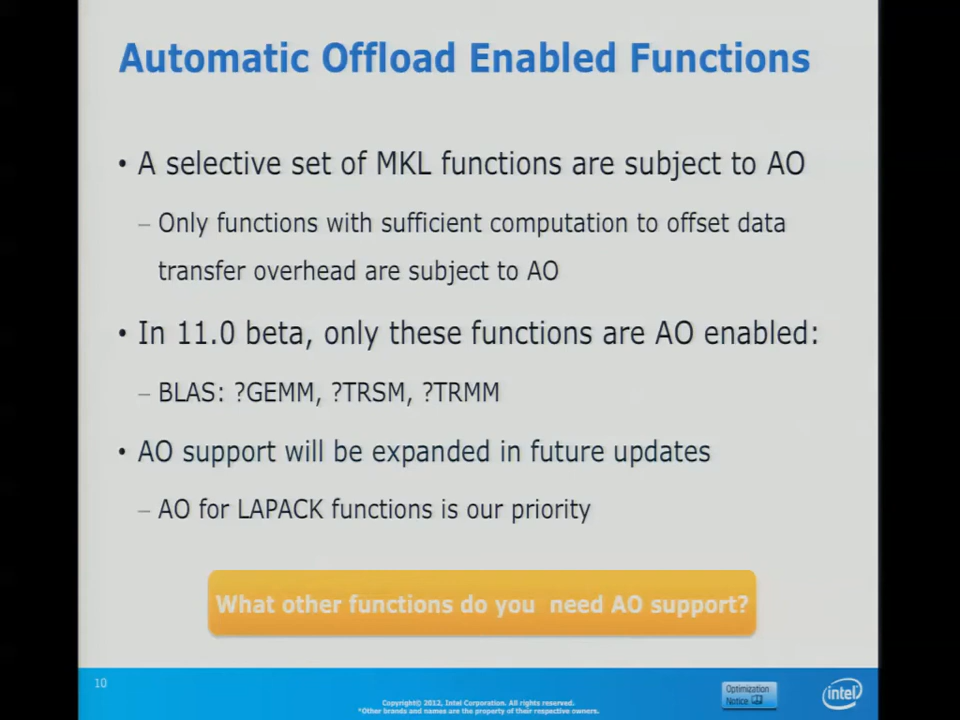 Automatic Offload Enabled Functions
• A selective set of MKL functions are subject to AO
– Only functions with sufficient computation to offset data
transfer overhead are subject to AO
• In 11.0 beta, only these functions are AO enabled:
– BLAS: ?GEMM, ?TRSM, ?TRMM
• AO support will be expanded in future updates
– AO for LAPACK functions is our priority
What other functions do you need AO support?
10
Copyright© 2012, Intel Corporation. All rights reserved.
*Other brands and names are the property of their respective owners.
Optimization
Notice
intel